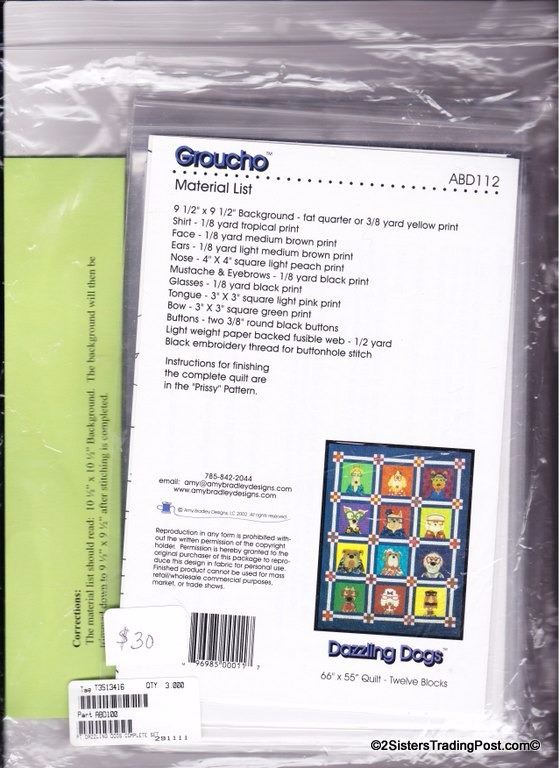 Groucho™
ABD112
Material List
9 1/2" x 9 1/2" Background - fat quarter or 3/8 yard yellow print
Shirt - 1/8 yard tropical print
Face - 1/8 yard medium brown print
Ears - 1/8 yard light medium brown print
Nose - 4" X 4" square light peach print
Mustache & Eyebrows - 1/8 yard black print
Glasses - 1/8 yard black print
Tongue - 3" X 3" square light pink print
Bow - 3" X 3" square green print
Buttons - two 3/8" round black buttons
Light weight paper backed fusible web - 1/2 yard
Black embroidery thread for buttonhole stitch
Instructions for finishing
the complete quilt are
in the "Prissy" Pattern.
785-842-2044
email: amy@amybradleydesigns.com
www.amybradleydesigns.com
© Amy Bradley Designs, LC 2002 All rights reserved.
Reproduction in any form is prohibited with-
out the written permission of the copyright
holder. Permission is hereby granted to the
original purchaser of this package to repro-
duce this design in fabric for personal use.
Finished product cannot be used for mass
retail/wholesale commercial purposes,
market, or trade shows.
Dazzling Dogs™
66" x 55" Quilt - Twelve Blocks
Corrections:
The material list should read: 10 ½" x 10 ½" Background. The background will then be
down to 9 ½" x 9 ½" after stitching is completed.
$30
Tag T3513416 QTY 3.000
Part ABD100
291111
©2SistersTradingPost.com